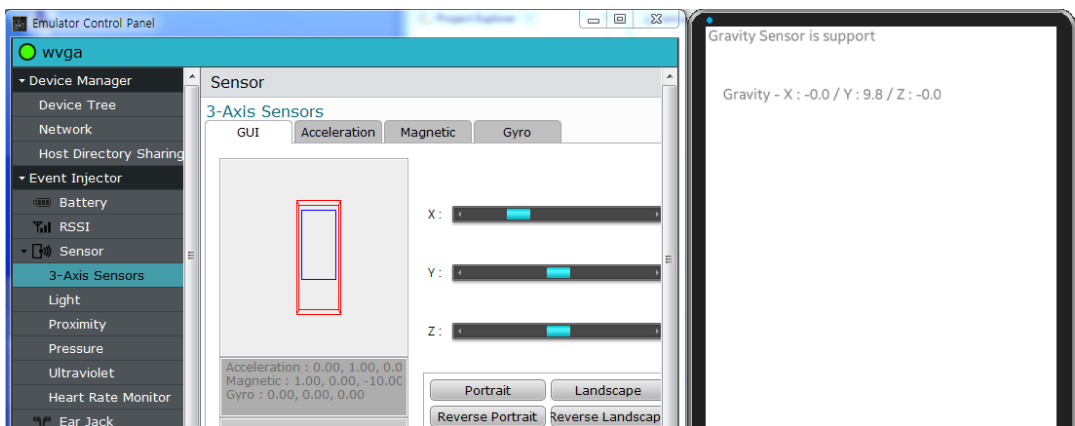 Emulator Control Panel
wvga
Device Manager
Device Tree
Network
Host Directory Sharing
Event Injector
Battery
RSSI
Sensor
3-Axis Sensors
Light
Proximity
Pressure
Ultraviolet
Heart Rate Monitor
Ear Jack
Sensor
3-Axis Sensors
GUI Acceleration Magnetic Gyro
X :
Y :
Z :
Acceleration : 0.00, 1.00, 0.0
Magnetic : 1.00, 0.00, -10.00
Gyro : 0.00, 0.00, 0.00
Portrait Landscape
Reverse Portrait Reverse Landscap
Gravity Sensor is support
Gravity - X : -0.0 / Y : 9.8 / Z : -0.0